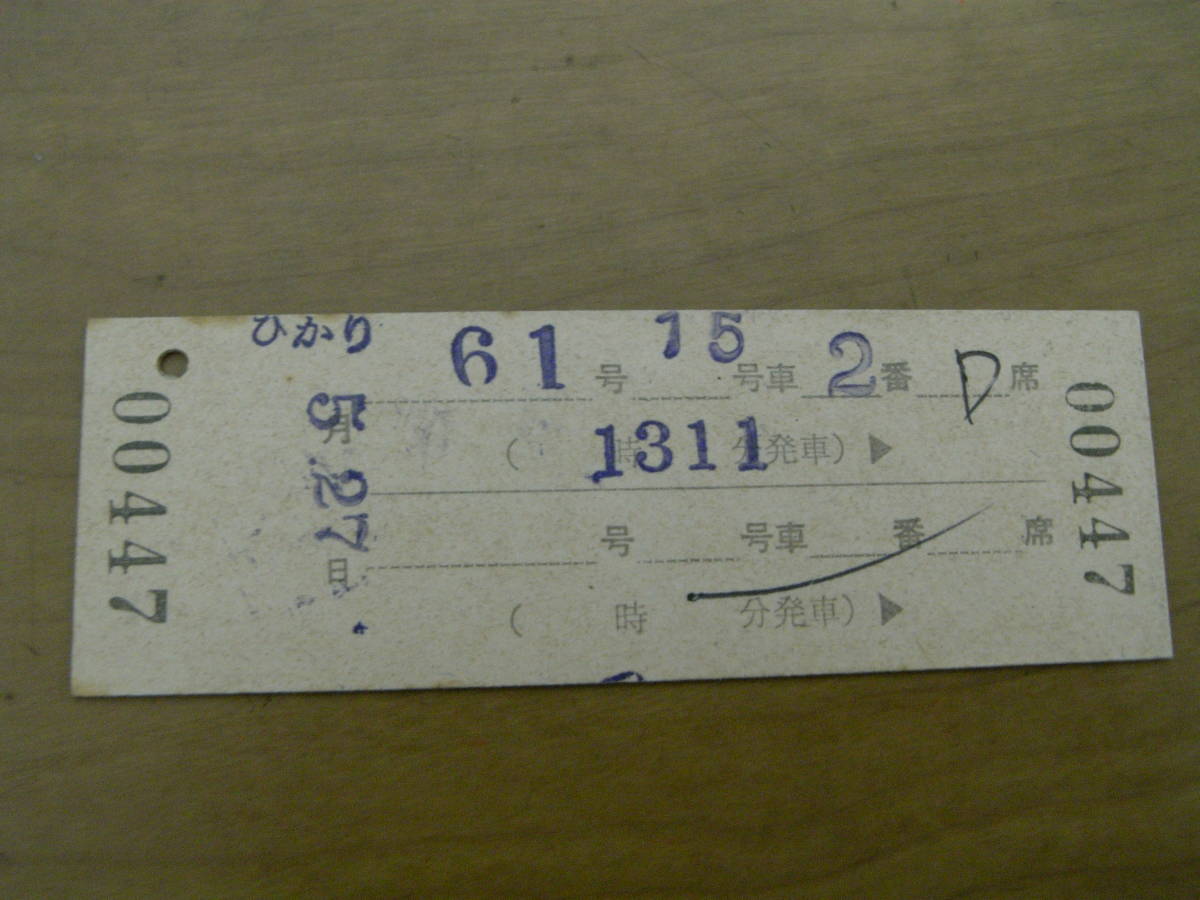 ひかり 61 号 15 号車 2 番 D 席
5 月 27 日
( 時 1311 分発車) ▶
号 号車 番 席
( 時 分発車) ▶
00447
00447